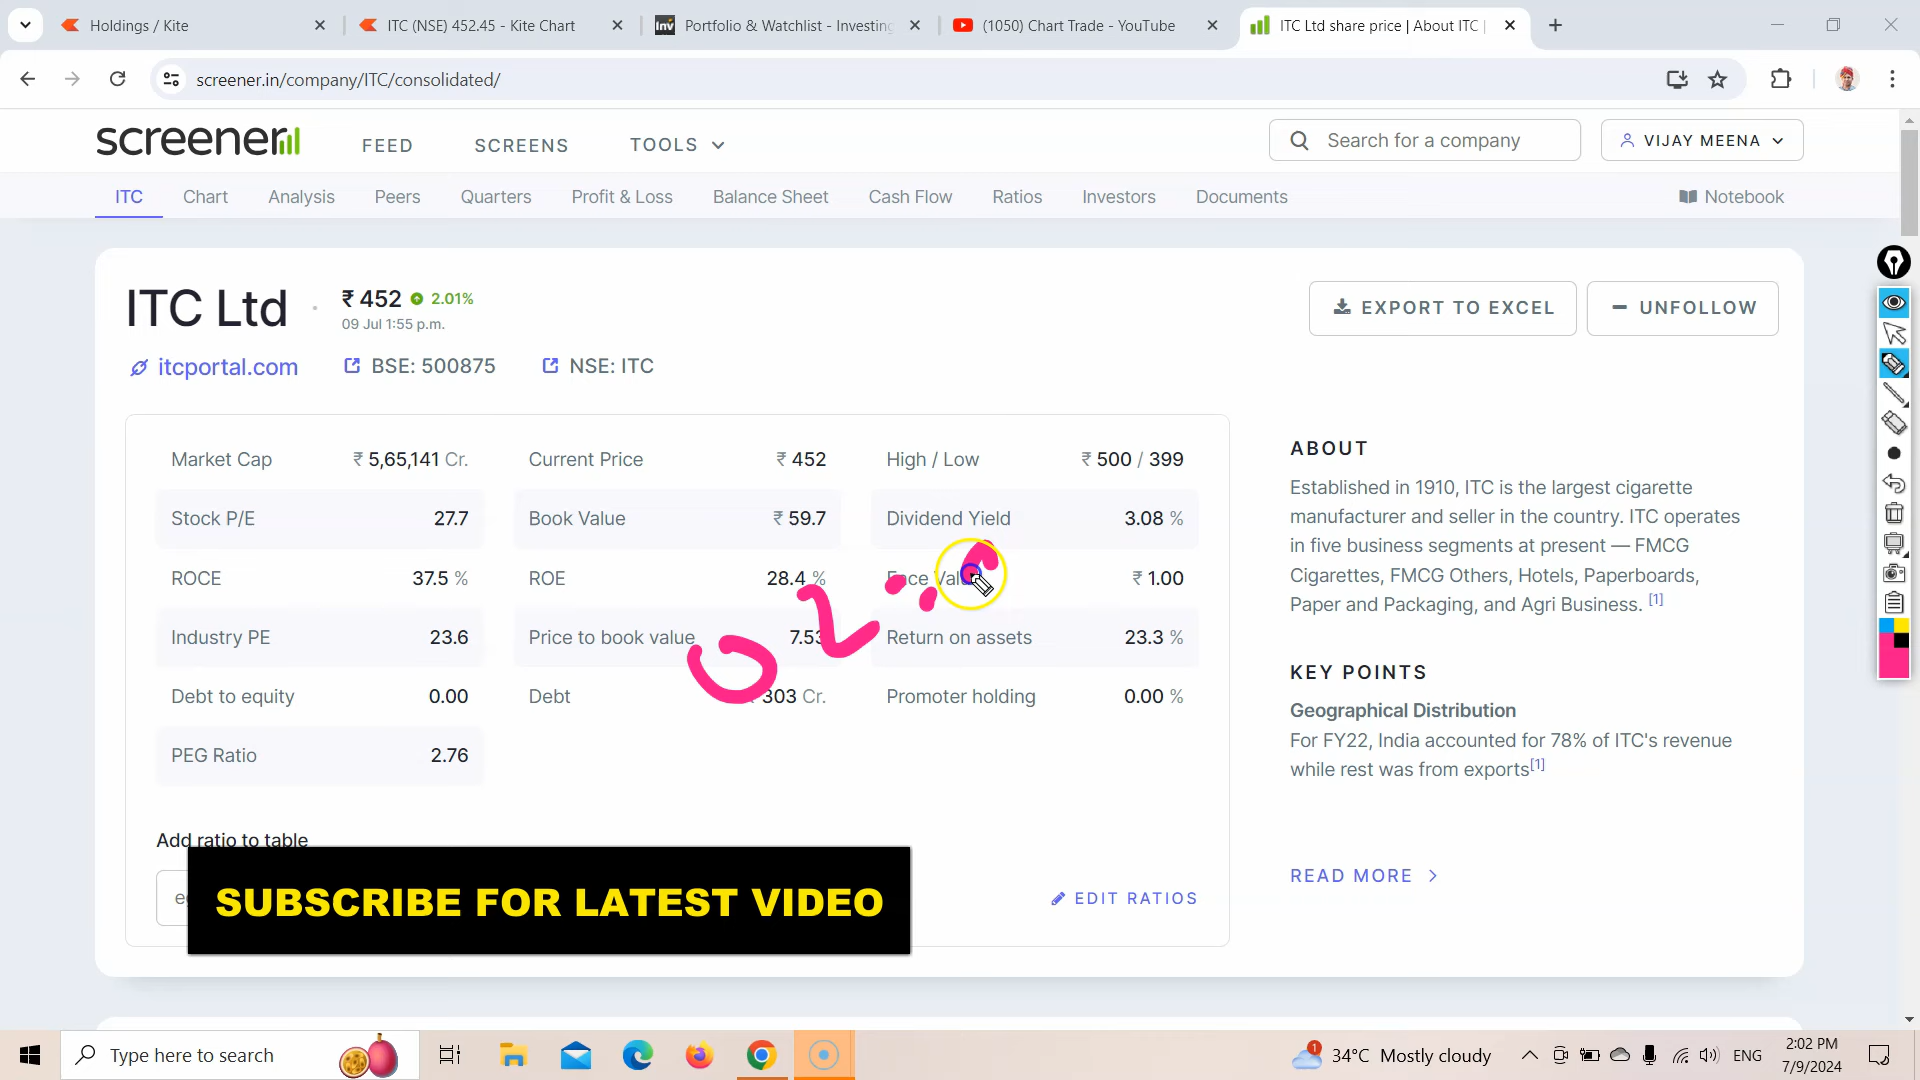 Holdings / Kite
ITC (NSE) 452.45 - Kite Chart
Inv Portfolio & Watchlist - Investing
(1050) Chart Trade - YouTube
ITC Ltd share price | About ITC |
screener.in/company/ITC/consolidated/
screener
FEED
SCREENS
TOOLS
Search for a company
VIJAY MEENA
ITC
Chart
Analysis
Peers
Quarters
Profit & Loss
Balance Sheet
Cash Flow
Ratios
Investors
Documents
Notebook
ITC Ltd
₹ 452 2.01%
09 Jul 1:55 p.m.
EXPORT TO EXCEL
UNFOLLOW
itcportal.com
BSE: 500875
NSE: ITC
Market Cap ₹ 5,65,141 Cr.
Current Price ₹ 452
High / Low ₹ 500 / 399
Stock P/E 27.7
Book Value ₹ 59.7
Dividend Yield 3.08 %
ROCE 37.5 %
ROE 28.4 %
Face Value ₹ 1.00
Industry PE 23.6
Price to book value 7.53
Return on assets 23.3 %
Debt to equity 0.00
Debt ₹ 303 Cr.
Promoter holding 0.00 %
PEG Ratio 2.76
02:
Add ratio to table
EDIT RATIOS
SUBSCRIBE FOR LATEST VIDEO
ABOUT
Established in 1910, ITC is the largest cigarette
manufacturer and seller in the country. ITC operates
in five business segments at present — FMCG
Cigarettes, FMCG Others, Hotels, Paperboards,
Paper and Packaging, and Agri Business. [1]
KEY POINTS
Geographical Distribution
For FY22, India accounted for 78% of ITC's revenue
while rest was from exports[1]
READ MORE
Type here to search
1
34°C Mostly cloudy
ENG
2:02 PM
7/9/2024